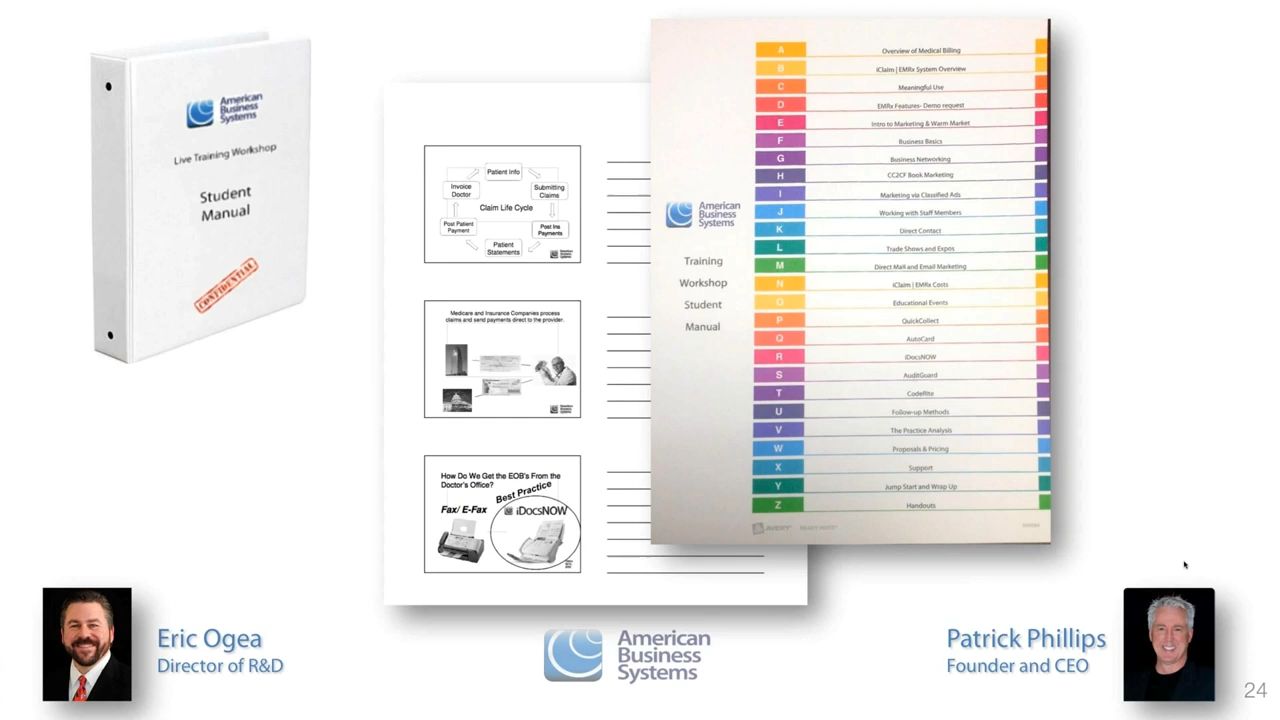 American
Business
Systems
Live Training Workshop
Student
Manual
CONFIDENTIAL
Patient Info
Invoice
Doctor
Submitting
Claims
Claim Life Cycle
Post Patient
Payment
Post Ins
Payments
Patient
Statements
Medicare and Insurance Companies process
claims and send payments direct to the provider.
How Do We Get the EOB's From the
Doctor's Office?
Best Practice
Fax/ E-Fax
iDocsNOW
American
Business
Systems
Training
Workshop
Student
Manual
A Overview of Medical Billing
B iClaim | EMRx System Overview
C Meaningful Use
D EMRx Features- Demo request
E Intro to Marketing & Warm Market
F Business Basics
G Business Networking
H CC2CF Book Marketing
I Marketing via Classified Ads
J Working with Staff Members
K Direct Contact
L Trade Shows and Expos
M Direct Mail and Email Marketing
N iClaim | EMRx Costs
O Educational Events
P QuickCollect
Q AutoCard
R iDocsNOW
S AuditGuard
T CodeRite
U Follow-up Methods
V The Practice Analysis
W Proposals & Pricing
X Support
Y Jump Start and Wrap Up
Z Handouts
AVERY READY INDEX
Eric Ogea
Director of R&D
American
Business
Systems
Patrick Phillips
Founder and CEO
24